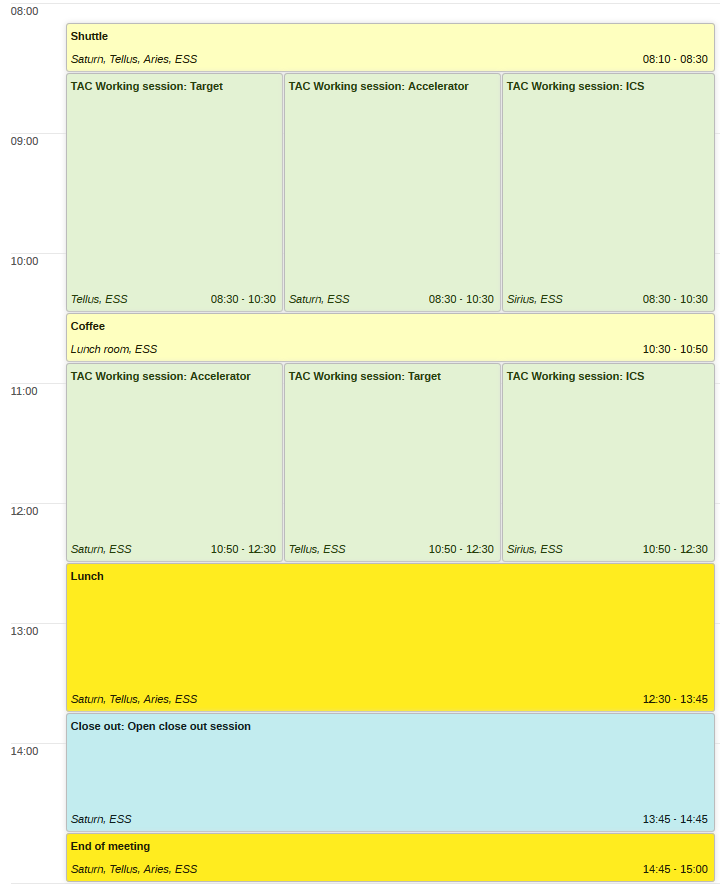 08:00
Shuttle
Saturn, Tellus, Aries, ESS 08:10 - 08:30
TAC Working session: Target TAC Working session: Accelerator TAC Working session: ICS
09:00
10:00
Tellus, ESS 08:30 - 10:30 Saturn, ESS 08:30 - 10:30 Sirius, ESS 08:30 - 10:30
Coffee
Lunch room, ESS 10:30 - 10:50
TAC Working session: Accelerator TAC Working session: Target TAC Working session: ICS
11:00
12:00
Saturn, ESS 10:50 - 12:30 Tellus, ESS 10:50 - 12:30 Sirius, ESS 10:50 - 12:30
Lunch
13:00
Saturn, Tellus, Aries, ESS 12:30 - 13:45
Close out: Open close out session
14:00
Saturn, ESS 13:45 - 14:45
End of meeting
Saturn, Tellus, Aries, ESS 14:45 - 15:00